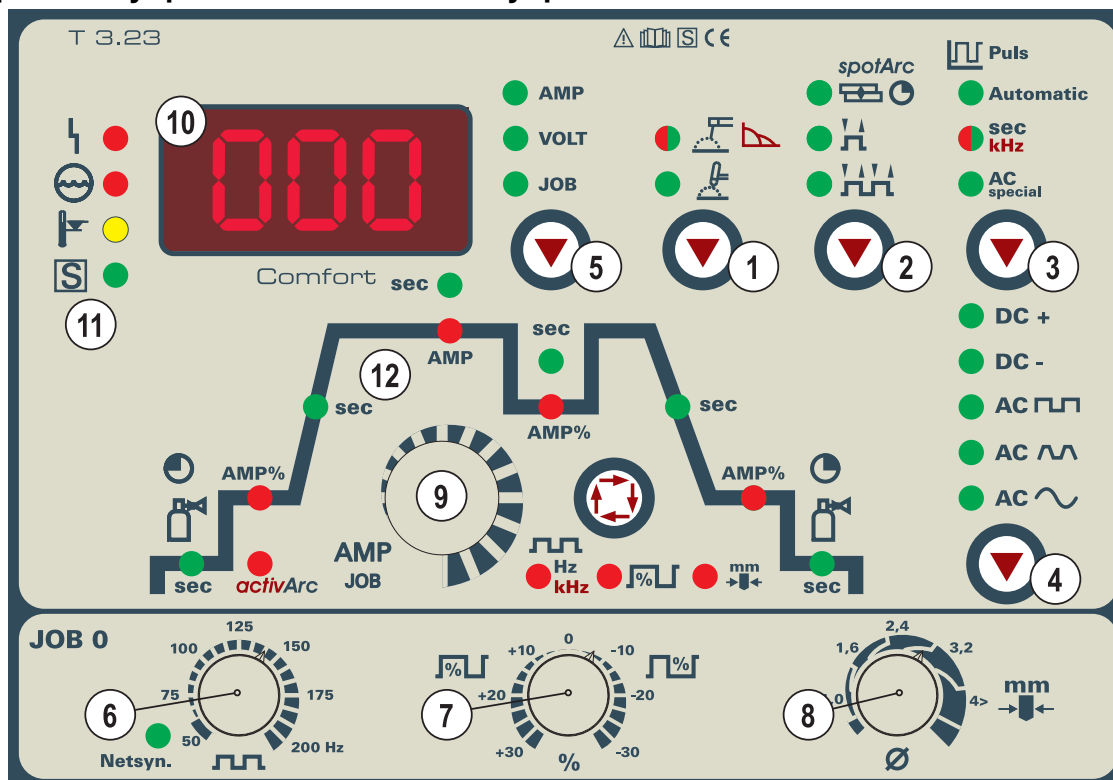 T 3.23
S CE
Puls
spotArc
AMP
Automatic
10
000
VOLT
sec
kHz
JOB
AC
special
S
Comfort
sec
5
1
2
3
11
DC +
sec
AMP
12
DC -
sec
sec
AC
AMP%
AC
AMP%
AMP%
9
AC
AMP
JOB
Hz
kHz
%
mm
sec
activArc
sec
4
JOB 0
125
100
150
75
175
50
200 Hz
6
Netsyn.
%
0
%
+10
-10
+20
-20
+30
-30
7
%
2,4
1,6
3,2
4>
mm
8
Ø